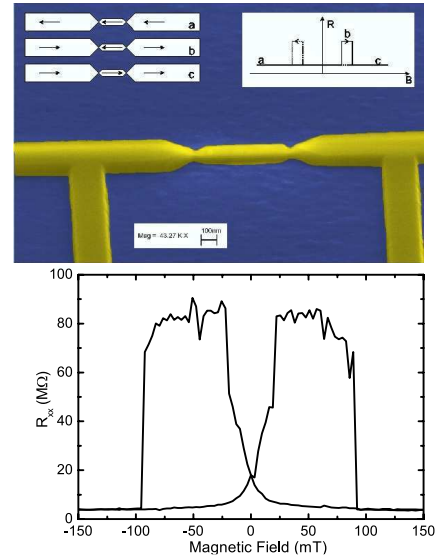 a
b
c
R
b
a
c
B
Mag = 43.27 K X
100nm
100
80
60
40
20
0
Rxx (MΩ)
-150
-100
-50
0
50
100
150
Magnetic Field (mT)